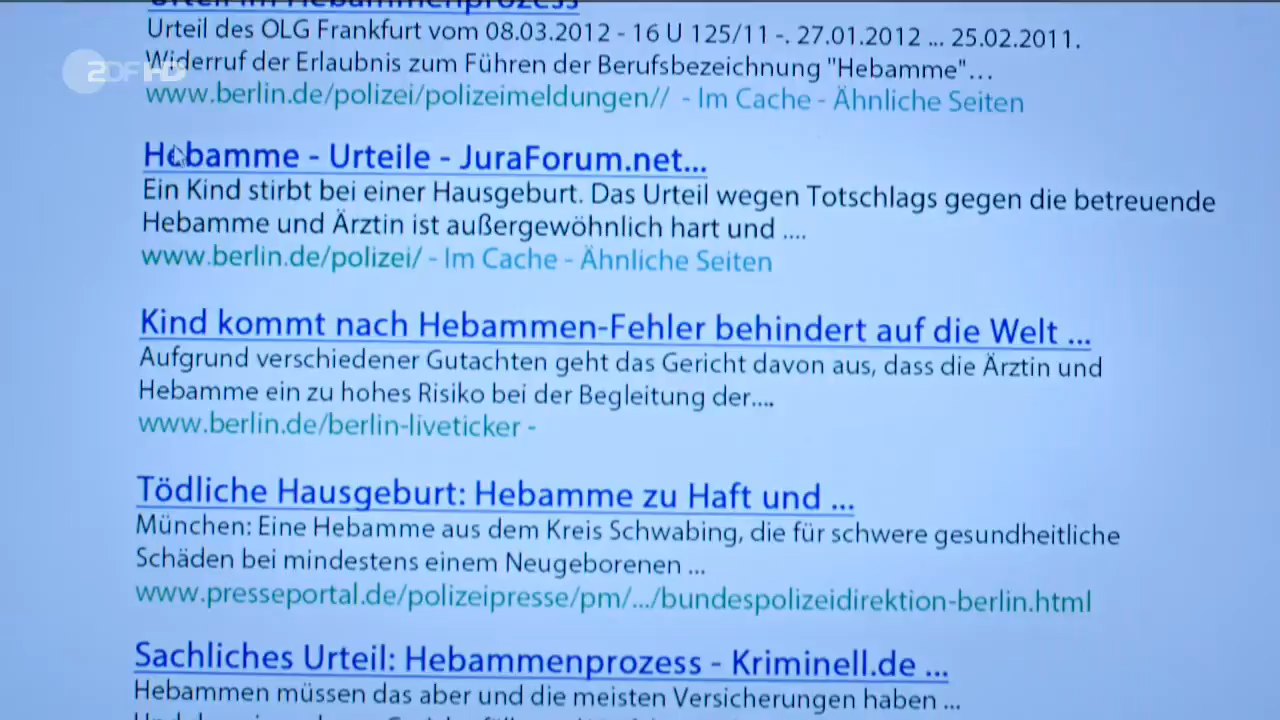 Urteil im Hebammenprozess
Urteil des OLG Frankfurt vom 08.03.2012 - 16 U 125/11 -. 27.01.2012 ... 25.02.2011.
Widerruf der Erlaubnis zum Führen der Berufsbezeichnung "Hebamme"...
www.berlin.de/polizei/polizeimeldungen// - Im Cache - Ähnliche Seiten
ZDF HD
Hebamme - Urteile - JuraForum.net...
Ein Kind stirbt bei einer Hausgeburt. Das Urteil wegen Totschlags gegen die betreuende
Hebamme und Ärztin ist außergewöhnlich hart und ....
www.berlin.de/polizei/ - Im Cache - Ähnliche Seiten
Kind kommt nach Hebammen-Fehler behindert auf die Welt ...
Aufgrund verschiedener Gutachten geht das Gericht davon aus, dass die Ärztin und
Hebamme ein zu hohes Risiko bei der Begleitung der....
www.berlin.de/berlin-liveticker -
Tödliche Hausgeburt: Hebamme zu Haft und ...
München: Eine Hebamme aus dem Kreis Schwabing, die für schwere gesundheitliche
Schäden bei mindestens einem Neugeborenen ...
www.presseportal.de/polizeipresse/pm/.../bundespolizeidirektion-berlin.html
Sachliches Urteil: Hebammenprozess - Kriminell.de ...
Hebammen müssen das aber und die meisten Versicherungen haben ...